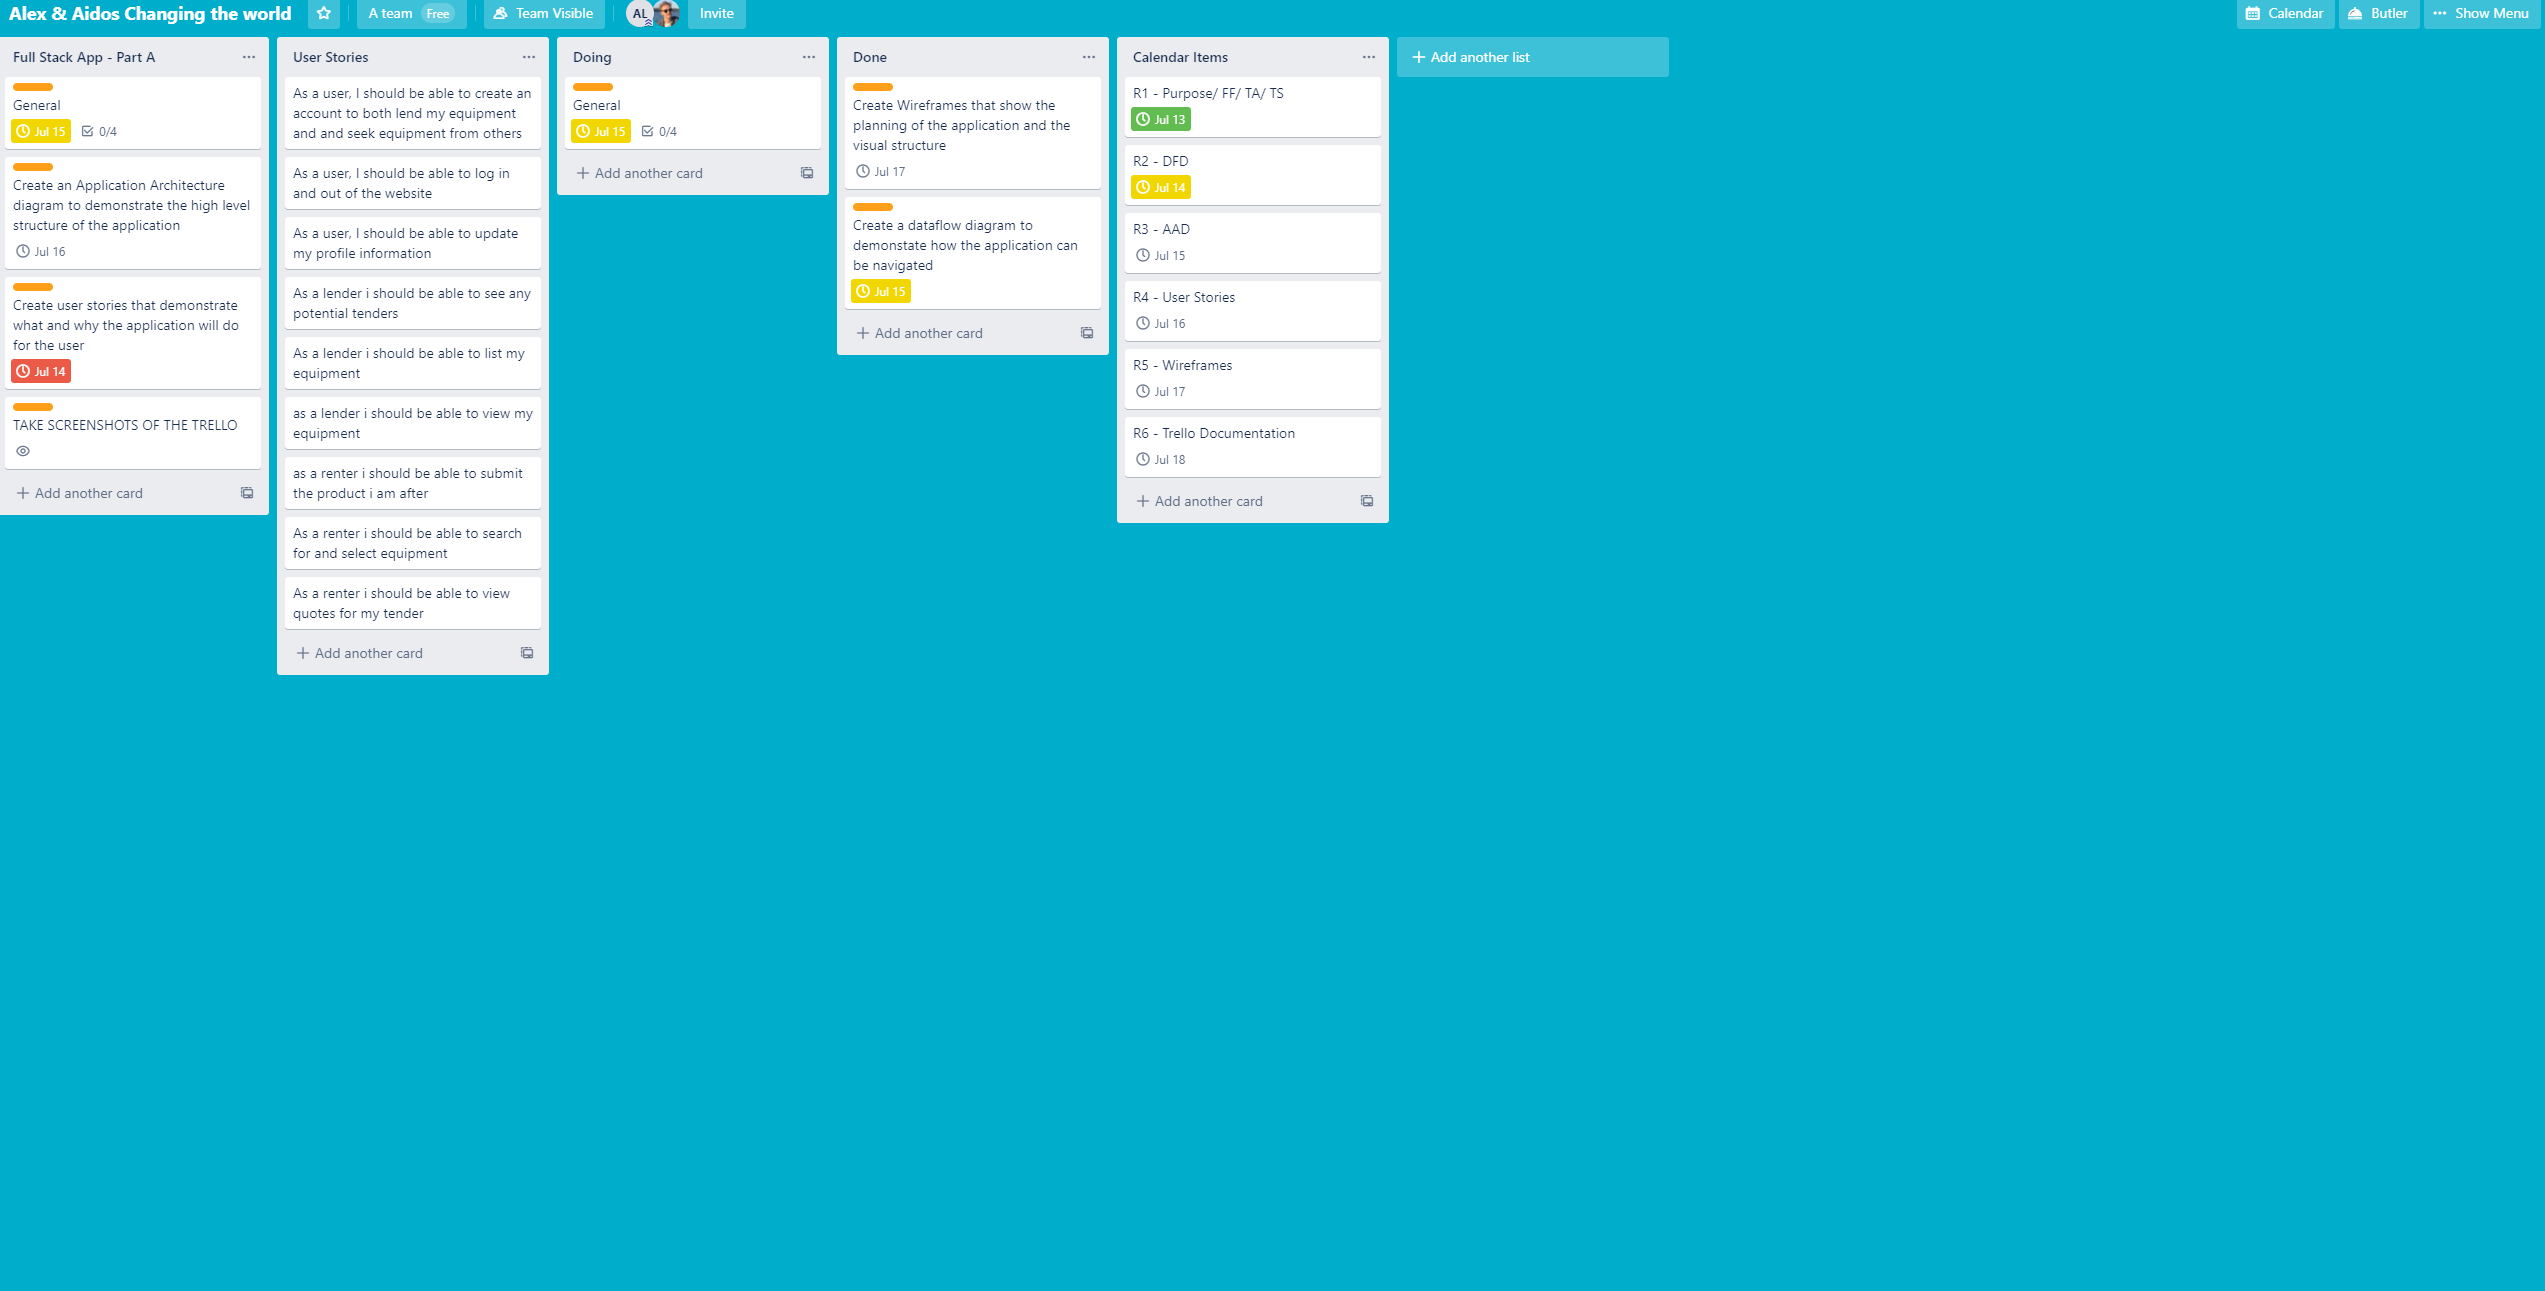 Alex & Aidos Changing the world
A team Free
Team Visible
AL
Invite
Calendar
Butler
Show Menu
Full Stack App - Part A
General
Jul 15 0/4
Create an Application Architecture
diagram to demonstrate the high level
structure of the application
Jul 16
Create user stories that demonstrate
what and why the application will do
for the user
Jul 14
TAKE SCREENSHOTS OF THE TRELLO
Add another card
User Stories
As a user, I should be able to create an
account to both lend my equipment
and and seek equipment from others
As a user, I should be able to log in
and out of the website
As a user, I should be able to update
my profile information
As a lender i should be able to see any
potential tenders
As a lender i should be able to list my
equipment
as a lender i should be able to view my
equipment
as a renter i should be able to submit
the product i am after
As a renter i should be able to search
for and select equipment
As a renter i should be able to view
quotes for my tender
Add another card
Doing
General
Jul 15 0/4
Add another card
Done
Create Wireframes that show the
planning of the application and the
visual structure
Jul 17
Create a dataflow diagram to
demonstate how the application can
be navigated
Jul 15
Add another card
Calendar Items
R1 - Purpose/ FF/ TA/ TS
Jul 13
R2 - DFD
Jul 14
R3 - AAD
Jul 15
R4 - User Stories
Jul 16
R5 - Wireframes
Jul 17
R6 - Trello Documentation
Jul 18
Add another card
Add another list